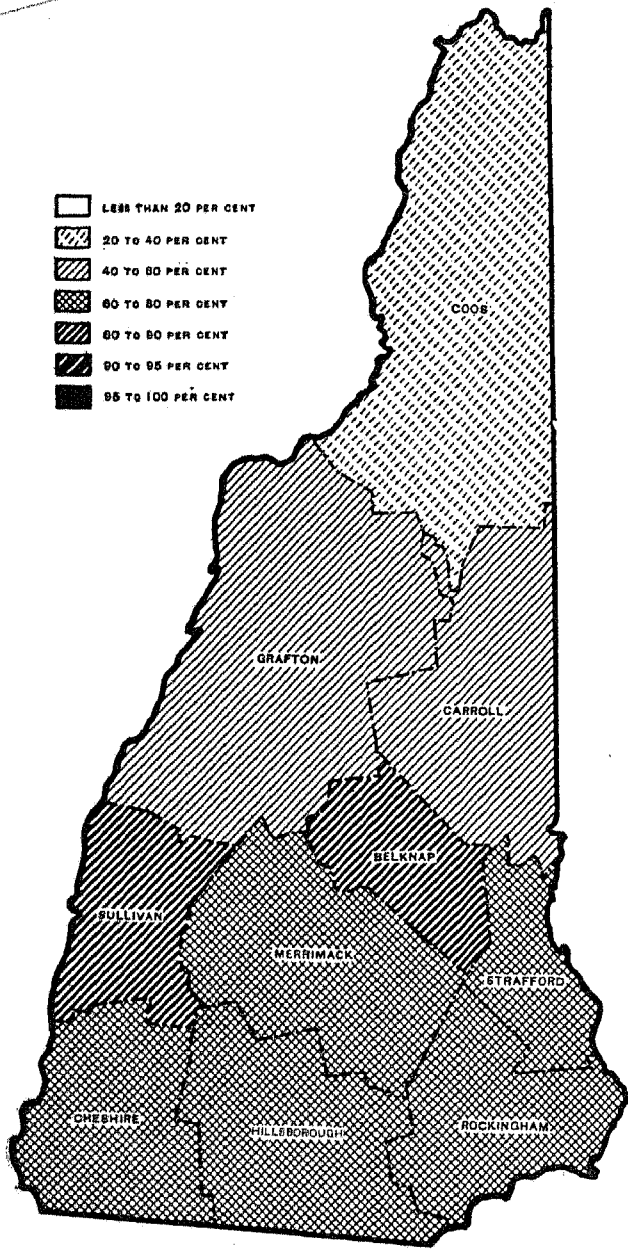 LESS THAN 20 PER CENT
20 TO 40 PER CENT
40 TO 60 PER CENT
60 TO 80 PER CENT
80 TO 90 PER CENT
90 TO 95 PER CENT
95 TO 100 PER CENT
COOS
GRAFTON
CARROLL
BELKNAP
SULLIVAN
MERRIMACK
STRAFFORD
CHESHIRE
HILLSBOROUGH
ROCKINGHAM